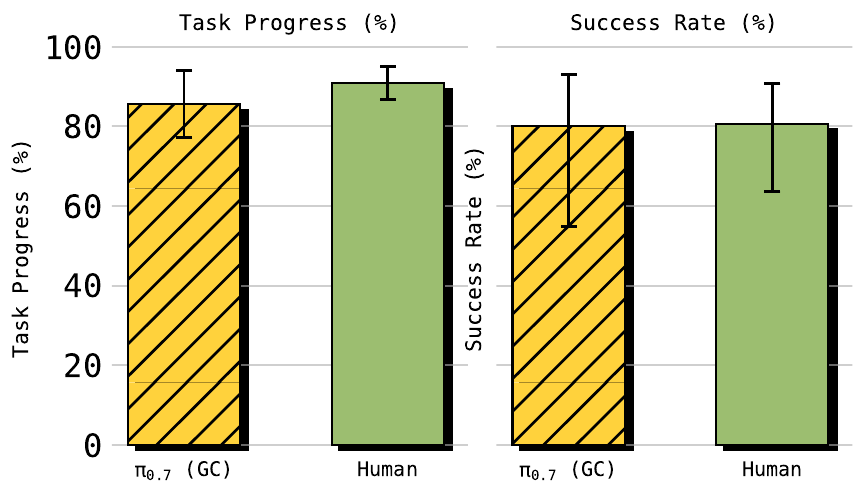 Task Progress (%)
Success Rate (%)
Task Progress (%)
100
80
60
40
20
0
π0.7 (GC)
Human
Success Rate (%)
π0.7 (GC)
Human